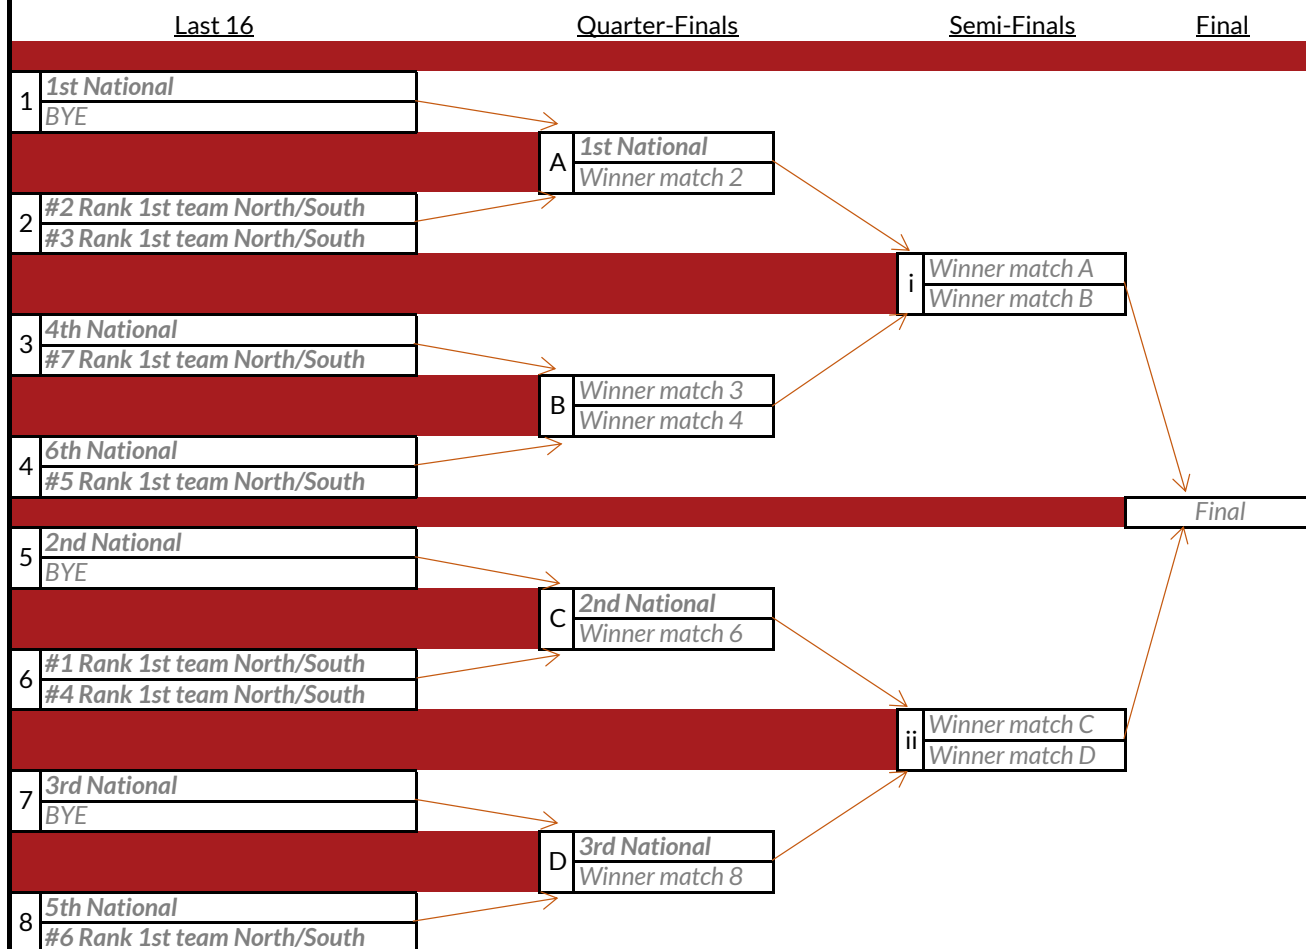 Last 16 Quarter-Finals Semi-Finals Final
1st National
1
BYE
1st National
A
Winner match 2
#2 Rank 1st team North/South
2
#3 Rank 1st team North/South
Winner match A
i
Winner match B
4th National
3
#7 Rank 1st team North/South
Winner match 3
B
Winner match 4
6th National
4
#5 Rank 1st team North/South
Final
2nd National
5
BYE
2nd National
C
Winner match 6
#1 Rank 1st team North/South
6
#4 Rank 1st team North/South
Winner match C
ii
Winner match D
3rd National
7
BYE
3rd National
D
Winner match 8
5th National
8
#6 Rank 1st team North/South